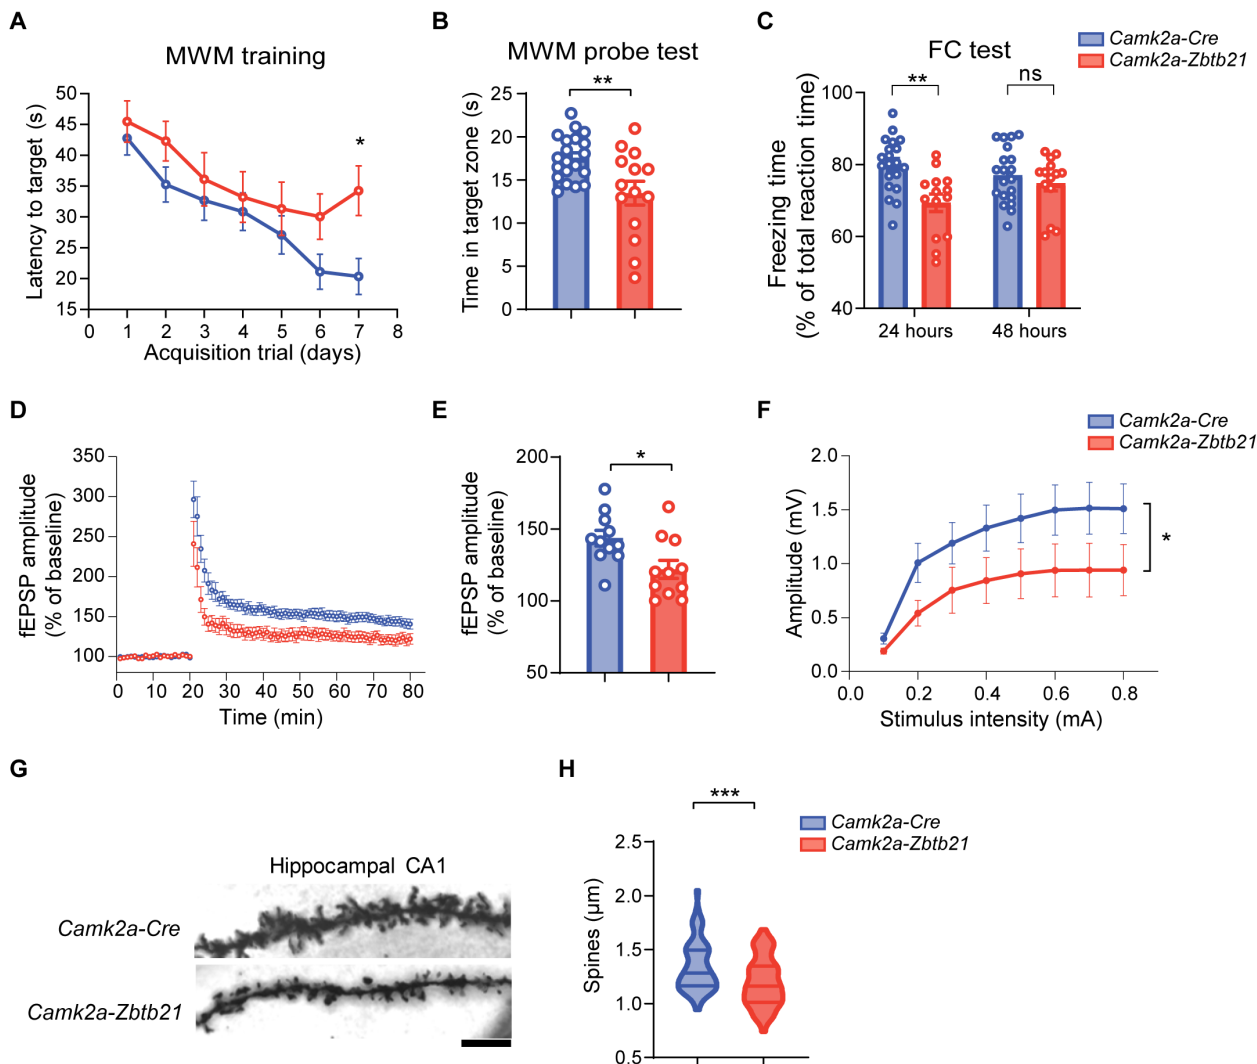 A
MWM training
Latency to target (s)
50
45
40
35
30
25
20
15
*
0 1 2 3 4 5 6 7 8
Acquisition trial (days)
B
MWM probe test
**
Time in target zone (s)
25
20
15
10
5
0
C
FC test
Camk2a-Cre
Camk2a-Zbtb21
** ns
Freezing time
(% of total reaction time)
100
80
60
40
24 hours 48 hours
D
fEPSP amplitude
(% of baseline)
350
300
250
200
150
100
0 10 20 30 40 50 60 70 80
Time (min)
E
*
fEPSP amplitude
(% of baseline)
200
150
100
50
F
Camk2a-Cre
Camk2a-Zbtb21
Amplitude (mV)
2.0
1.5
1.0
0.5
0.0
*
0.0 0.2 0.4 0.6 0.8
Stimulus intensity (mA)
G
Hippocampal CA1
Camk2a-Cre
Camk2a-Zbtb21
H
***
Camk2a-Cre
Camk2a-Zbtb21
Spines (μm)
2.5
2.0
1.5
1.0
0.5